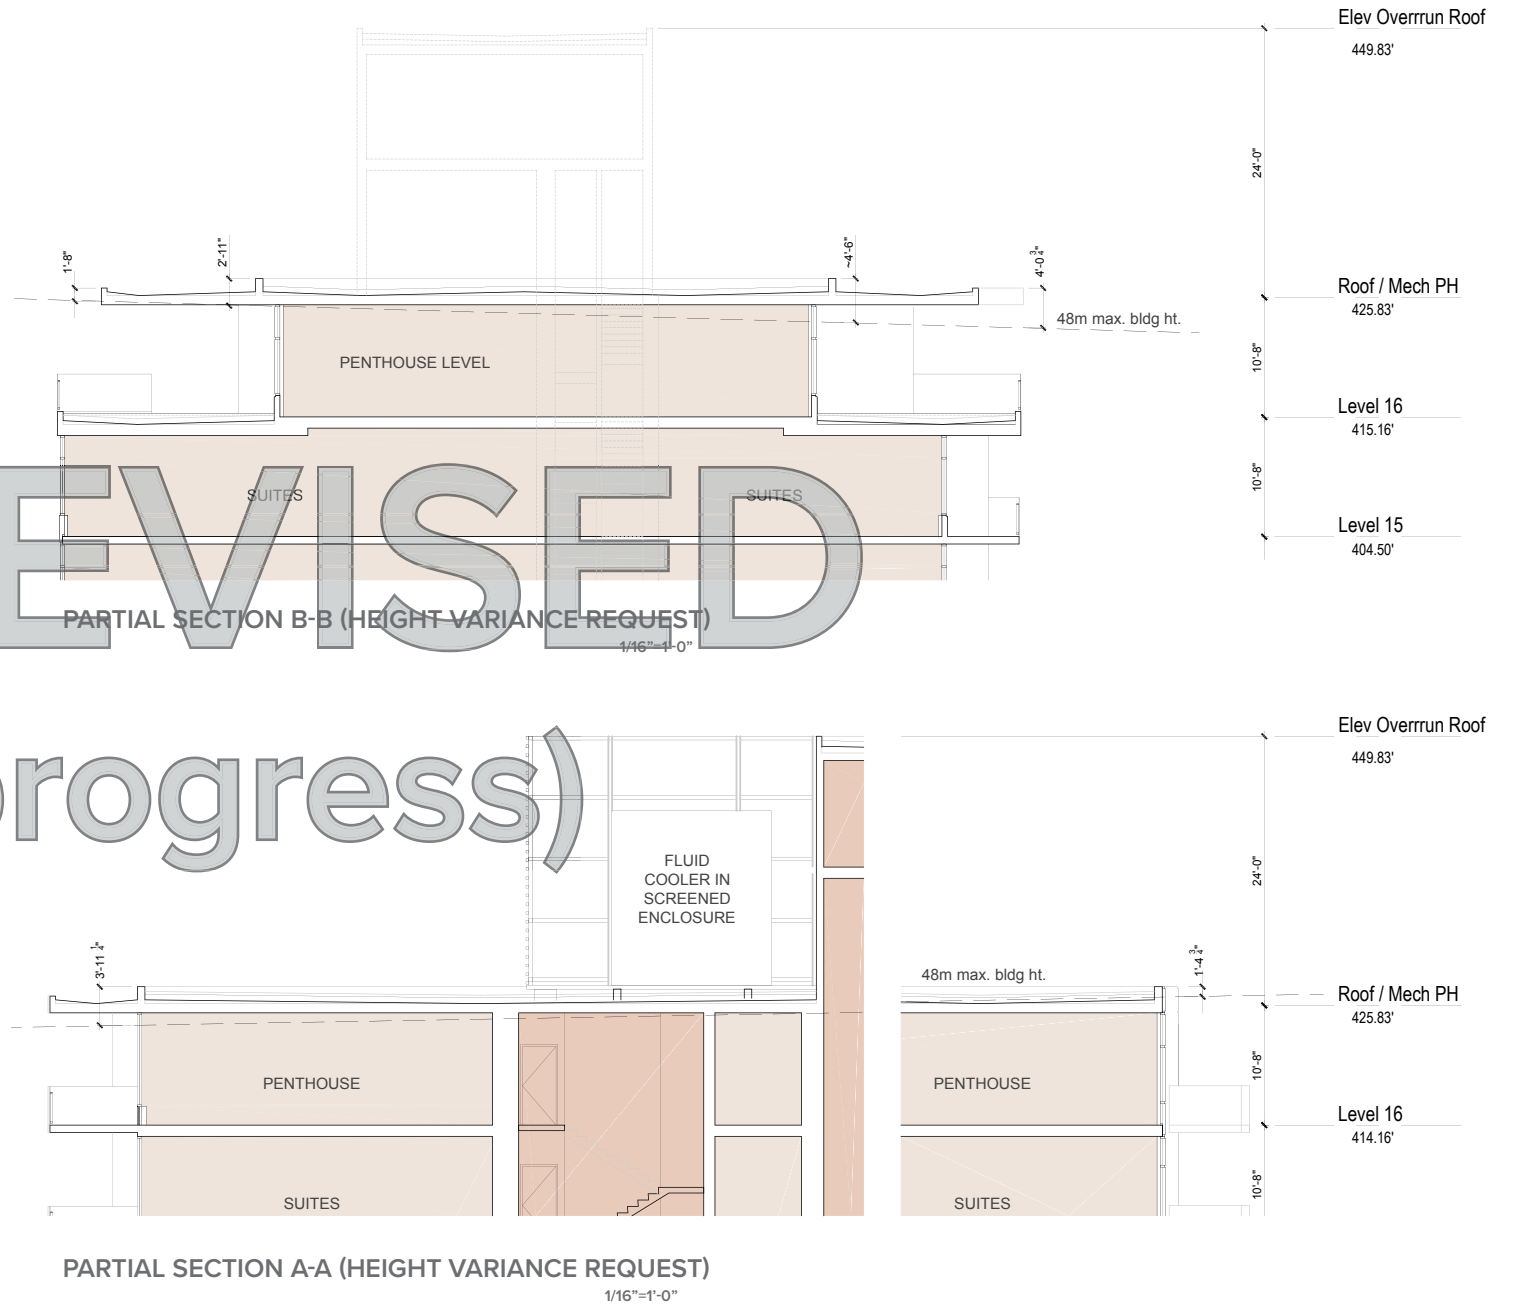 Elev Overrrun Roof
449.83'
24'-0"
1'-8"
2'-11"
~4'-6"
4'-0 3/4"
Roof / Mech PH
425.83'
48m max. bldg ht.
PENTHOUSE LEVEL
10'-8"
Level 16
415.16'
10'-8"
SUITES
SUITES
Level 15
404.50'
EVISED
PARTIAL SECTION B-B (HEIGHT VARIANCE REQUEST)
1/16”=1’-0”
Elev Overrrun Roof
449.83'
rogress)
FLUID
COOLER IN
SCREENED
ENCLOSURE
24'-0"
3'-11 1/4"
1'-4 3/4"
48m max. bldg ht.
Roof / Mech PH
425.83'
PENTHOUSE
PENTHOUSE
10'-8"
Level 16
414.16'
SUITES
SUITES
10'-8"
PARTIAL SECTION A-A (HEIGHT VARIANCE REQUEST)
1/16”=1’-0”